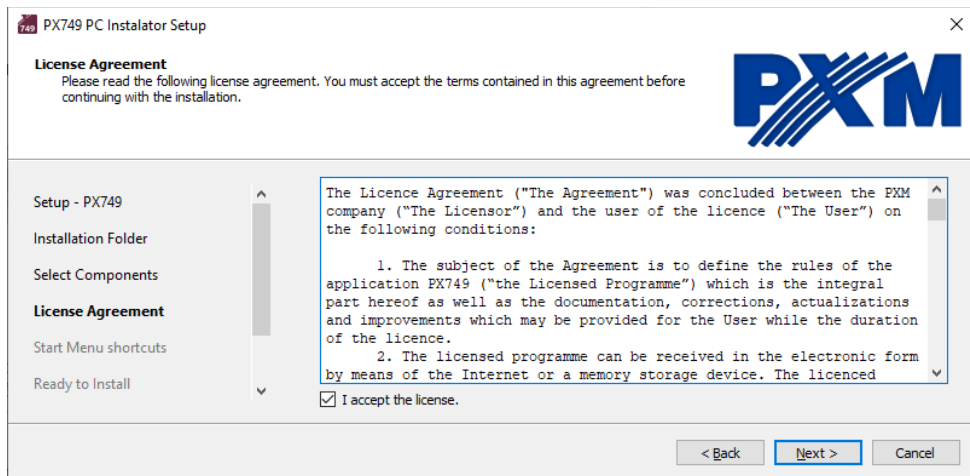 749 PX749 PC Instalator Setup
License Agreement
Please read the following license agreement. You must accept the terms contained in this agreement before
continuing with the installation.
PXM
Setup - PX749
Installation Folder
Select Components
License Agreement
Start Menu shortcuts
Ready to Install
The Licence Agreement ("The Agreement") was concluded between the PXM
company (“The Licensor”) and the user of the licence (“The User”) on
the following conditions:
1. The subject of the Agreement is to define the rules of the
application PX749 (“the Licensed Programme”) which is the integral
part hereof as well as the documentation, corrections, actualizations
and improvements which may be provided for the User while the duration
of the licence.
2. The licensed programme can be received in the electronic form
by means of the Internet or a memory storage device. The licenced
I accept the license.
< Back Next > Cancel